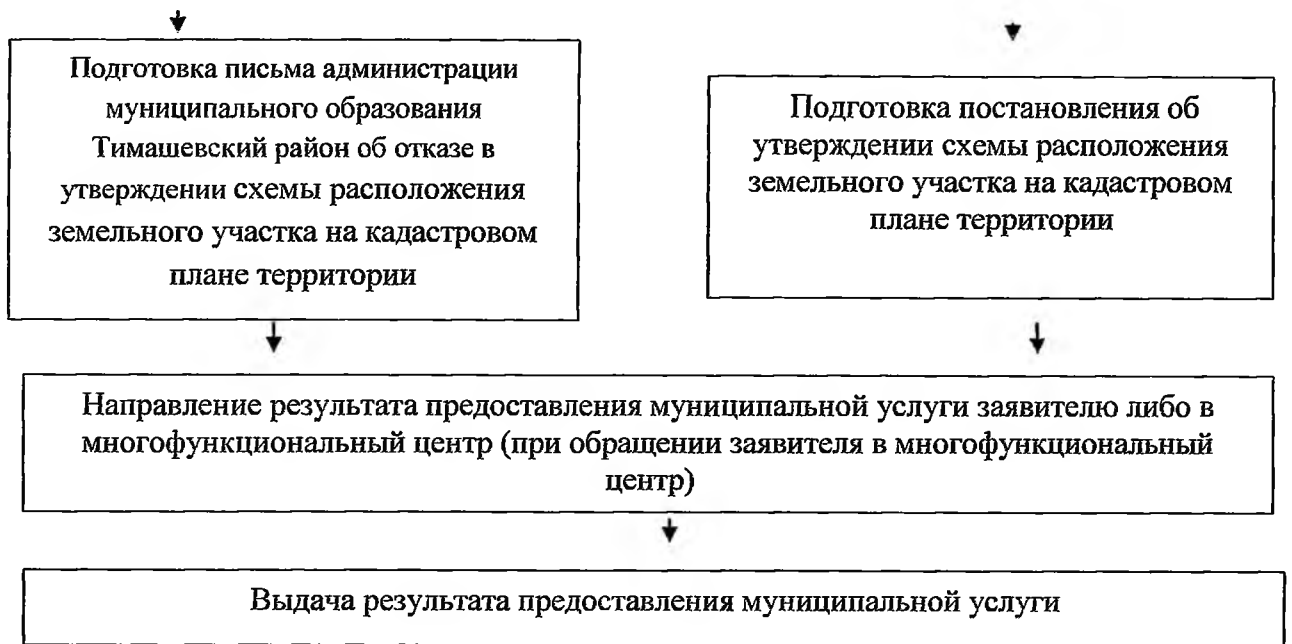 Подготовка письма администрации
муниципального образования
Тимашевский район об отказе в
утверждении схемы расположения
земельного участка на кадастровом
плане территории
Подготовка постановления об
утверждении схемы расположения
земельного участка на кадастровом
плане территории
Направление результата предоставления муниципальной услуги заявителю либо в
многофункциональный центр (при обращении заявителя в многофункциональный
центр)
Выдача результата предоставления муниципальной услуги